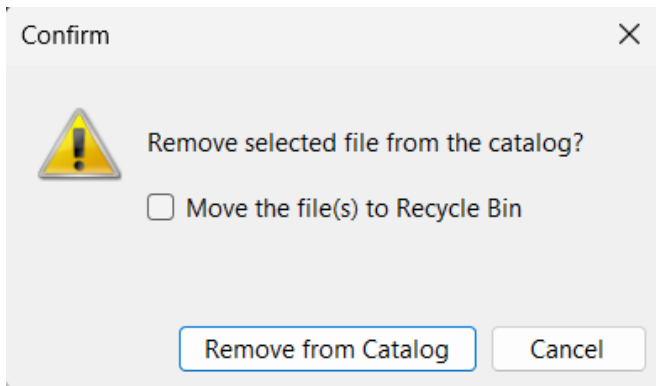 Confirm
Remove selected file from the catalog?
Move the file(s) to Recycle Bin
Remove from Catalog
Cancel